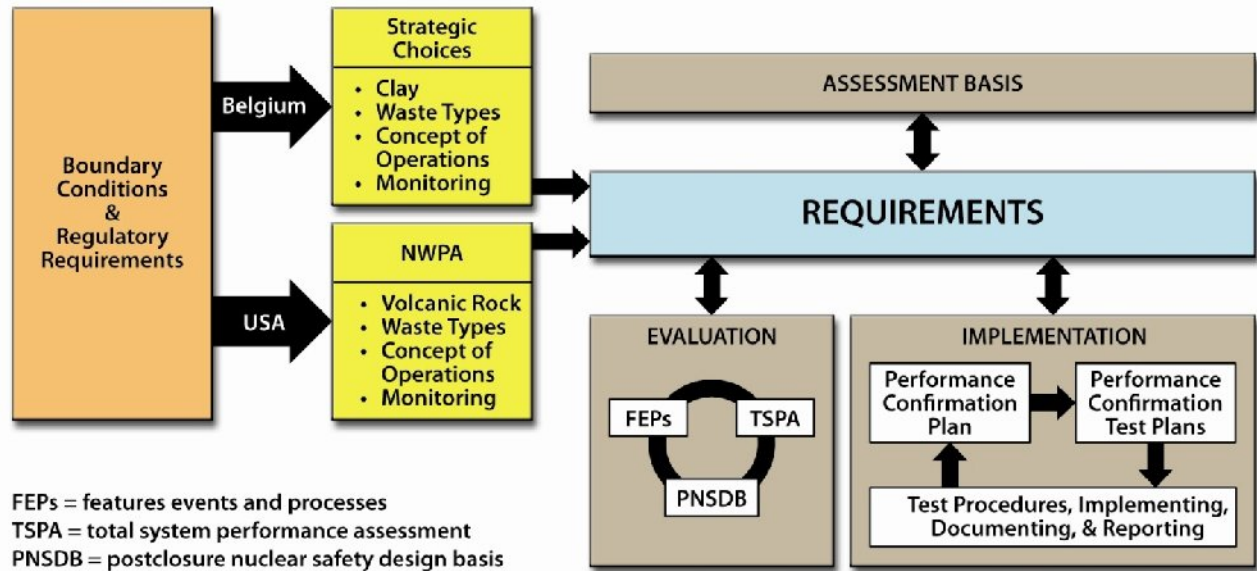 Boundary
Conditions
&
Regulatory
Requirements
Belgium
USA
Strategic
Choices
• Clay
• Waste Types
• Concept of
Operations
• Monitoring
NWPA
• Volcanic Rock
• Waste Types
• Concept of
Operations
• Monitoring
ASSESSMENT BASIS
REQUIREMENTS
EVALUATION
FEPs
TSPA
PNSDB
IMPLEMENTATION
Performance
Confirmation
Plan
Performance
Confirmation
Test Plans
Test Procedures, Implementing,
Documenting, & Reporting
FEPs = features events and processes
TSPA = total system performance assessment
PNSDB = postclosure nuclear safety design basis